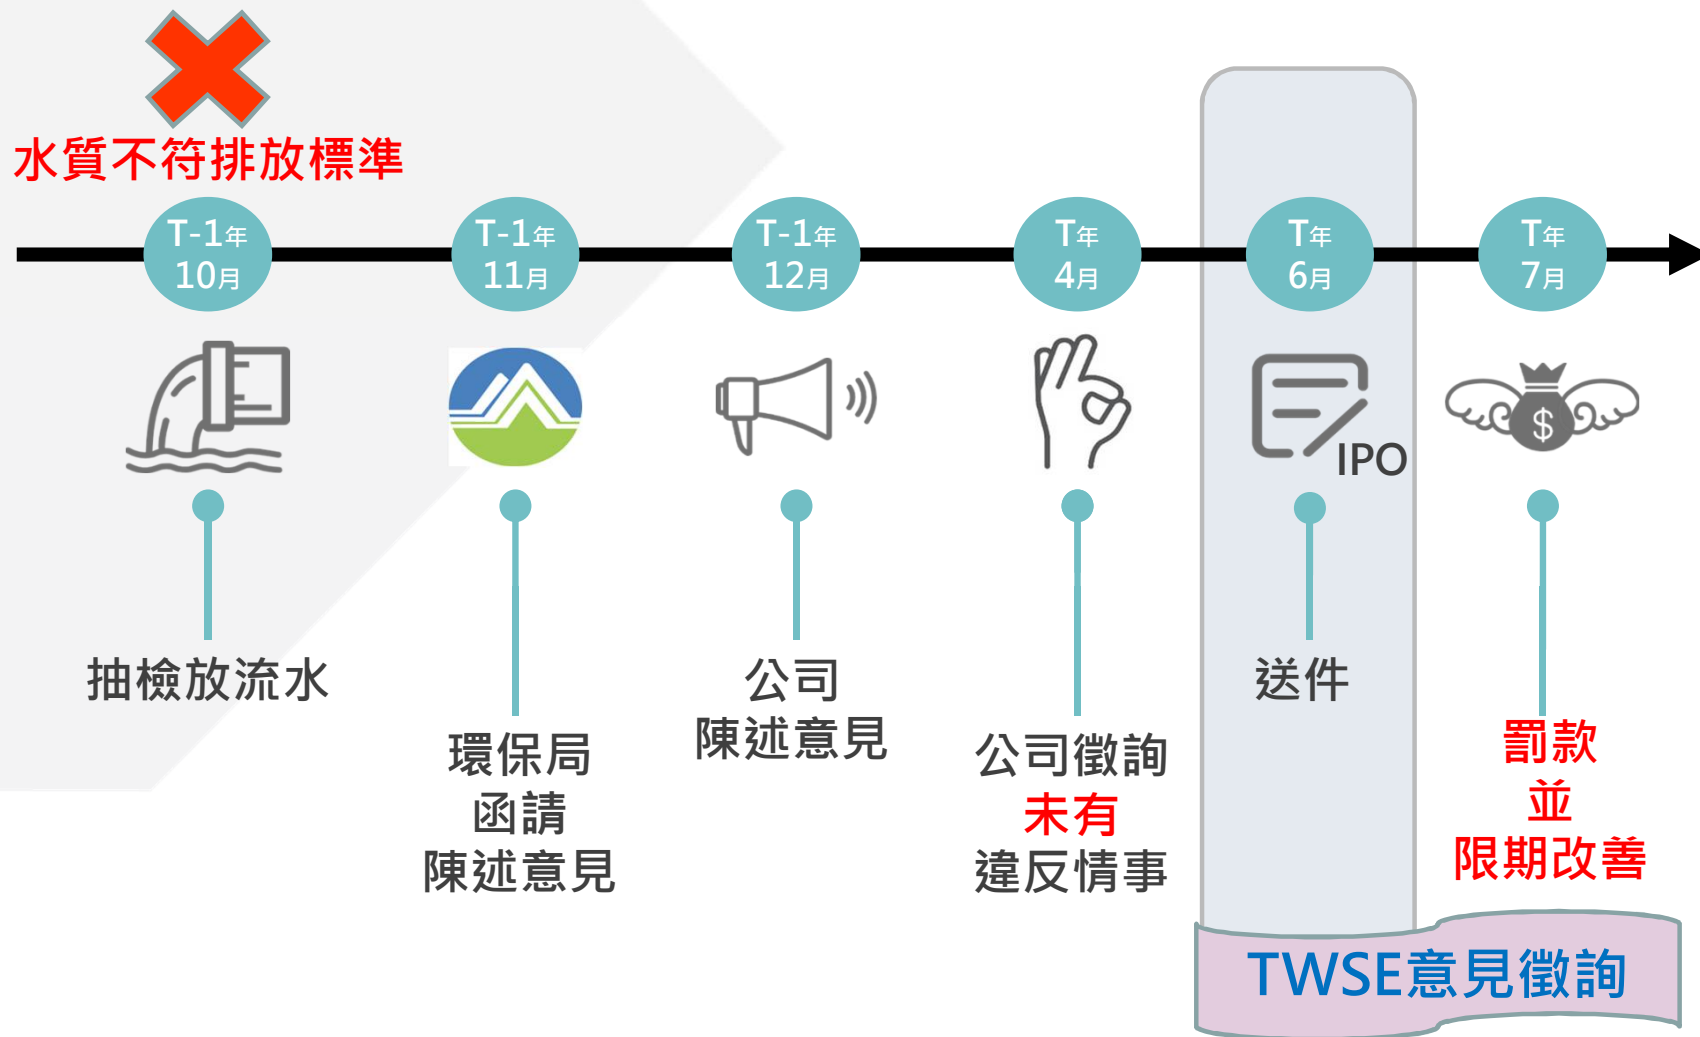 水質不符排放標準
T-1年
10月
T-1年
11月
T-1年
12月
T年
4月
T年
6月
T年
7月
$
IPO
抽檢放流水
環保局
函請
陳述意見
公司
陳述意見
公司徵詢
未有
違反情事
送件
罰款
並
限期改善
TWSE意見徵詢